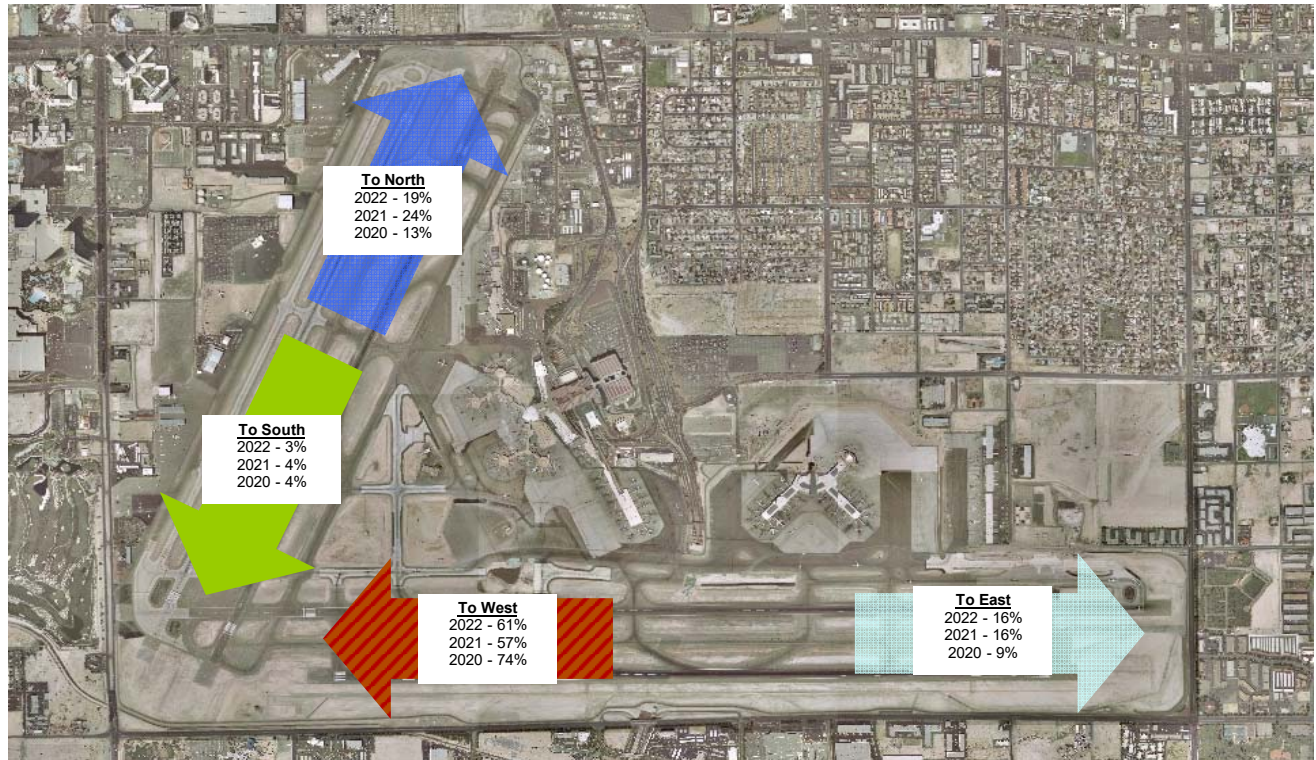 To North
2022 - 19%
2021 - 24%
2020 - 13%
To South
2022 - 3%
2021 - 4%
2020 - 4%
To West
2022 - 61%
2021 - 57%
2020 - 74%
To East
2022 - 16%
2021 - 16%
2020 - 9%